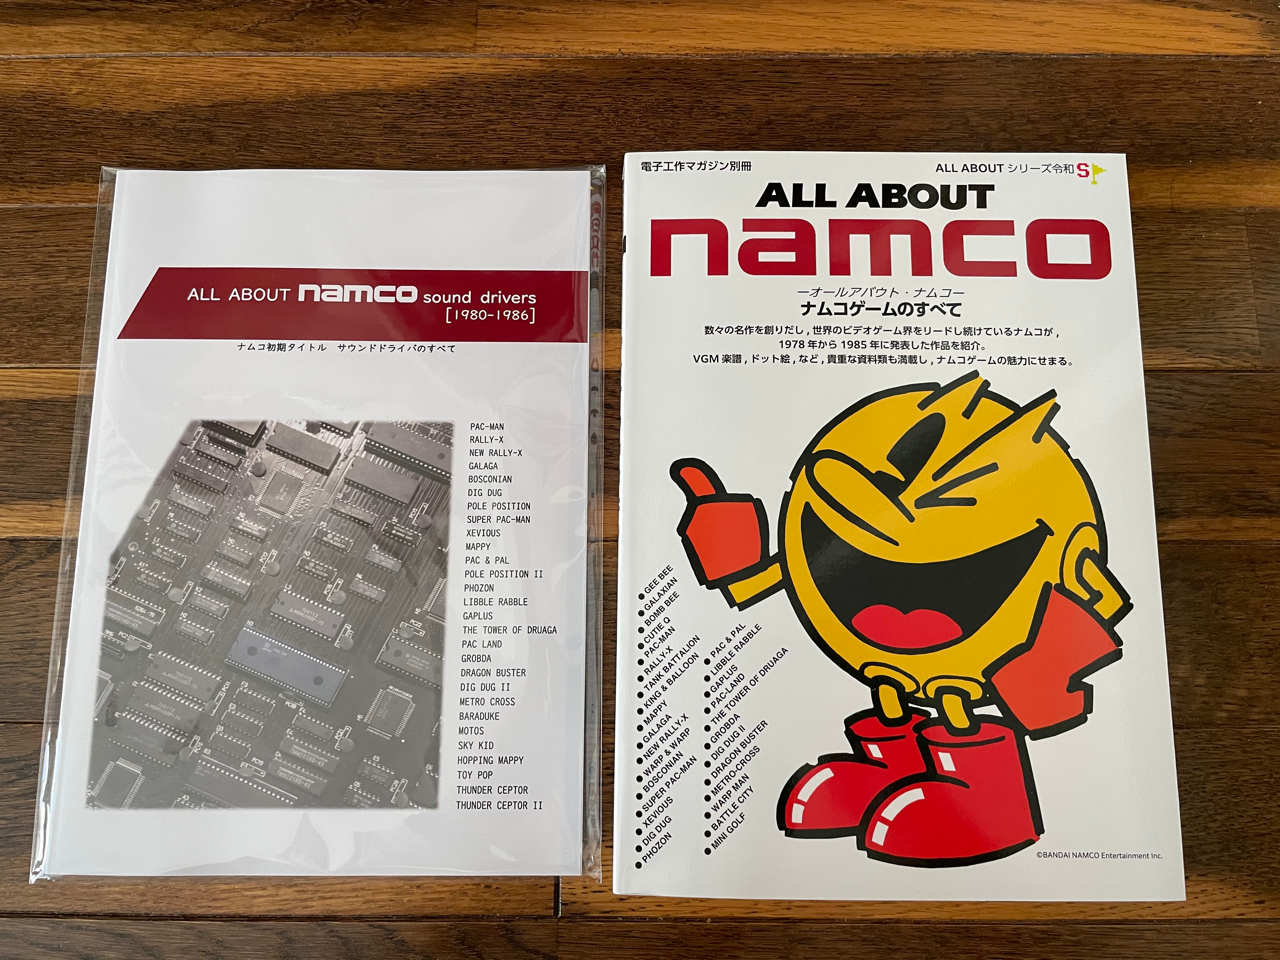 ALL ABOUT namco sound drivers
[1980-1986]
ナムコ初期タイトル サウンドドライバのすべて
PAC-MAN
RALLY-X
NEW RALLY-X
GALAGA
BOSCONIAN
DIG DUG
POLE POSITION
SUPER PAC-MAN
XEVIOUS
MAPPY
PAC & PAL
POLE POSITION II
PHOZON
LIBBLE RABBLE
GAPLUS
THE TOWER OF DRUAGA
PAC LAND
GROBDA
DRAGON BUSTER
DIG DUG II
METRO CROSS
BARADUKE
MOTOS
SKY KID
HOPPING MAPPY
TOY POP
THUNDER CEPTOR
THUNDER CEPTOR II
電子工作マガジン別冊
ALL ABOUT シリーズ令和 S
ALL ABOUT
namco
―オールアバウト・ナムコ―
ナムコゲームのすべて
数々の名作を創りだし,世界のビデオゲーム界をリードし続けているナムコが,
1978年から1985年に発表した作品を紹介。
VGM楽譜,ドット絵,など,貴重な資料類も満載し,ナムコゲームの魅力にせまる。
●GEE BEE
●GALAXIAN
●BOMB BEE
●CUTIE Q
●PAC-MAN
●RALLY-X
●TANK BATTALION
●KING & BALLOON
●MAPPY
●GALAGA
●NEW RALLY-X
●WARP & WARP
●BOSCONIAN
●SUPER PAC-MAN
●XEVIOUS
●DIG DUG
●PHOZON
●PAC & PAL
●LIBBLE RABBLE
●GAPLUS
●PAC-LAND
●THE TOWER OF DRUAGA
●GROBDA
●DIG DUG II
●DRAGON BUSTER
●METRO-CROSS
●WARP MAN
●BATTLE CITY
●MINI GOLF
©BANDAI NAMCO Entertainment Inc.